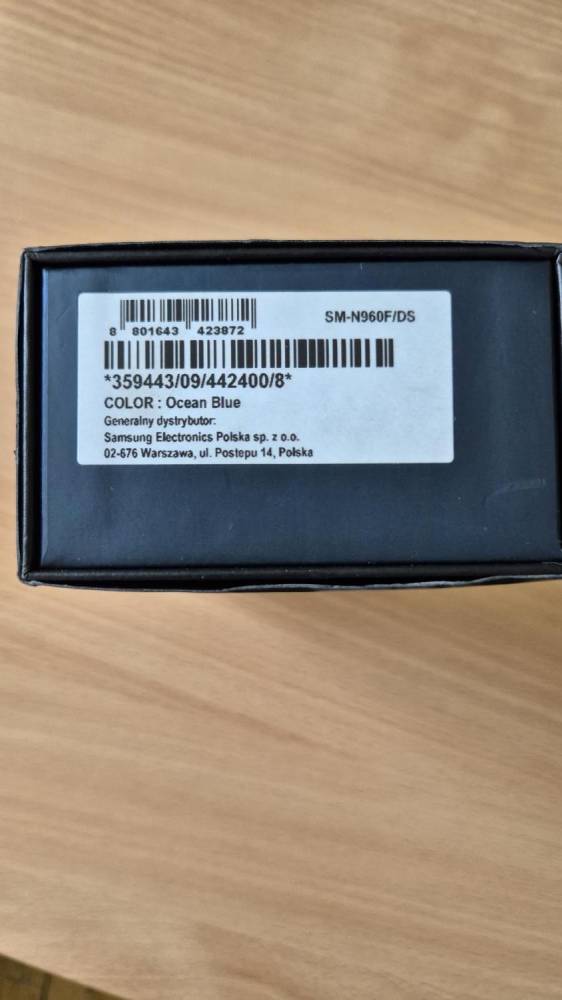 SM-N960F/DS
8 801643 423872
*359443/09/442400/8*
COLOR : Ocean Blue
Generalny dystrybutor:
Samsung Electronics Polska sp. z o.o.
02-676 Warszawa, ul. Postepu 14, Polska